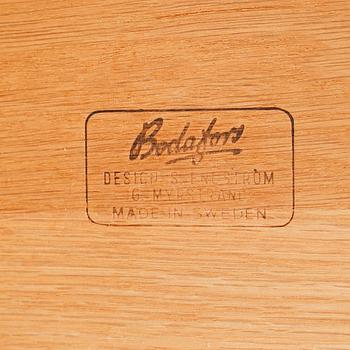 Bodafors
DESIGN S. ENGSTRÖM
G. MYRSTRAND
MADE IN SWEDEN